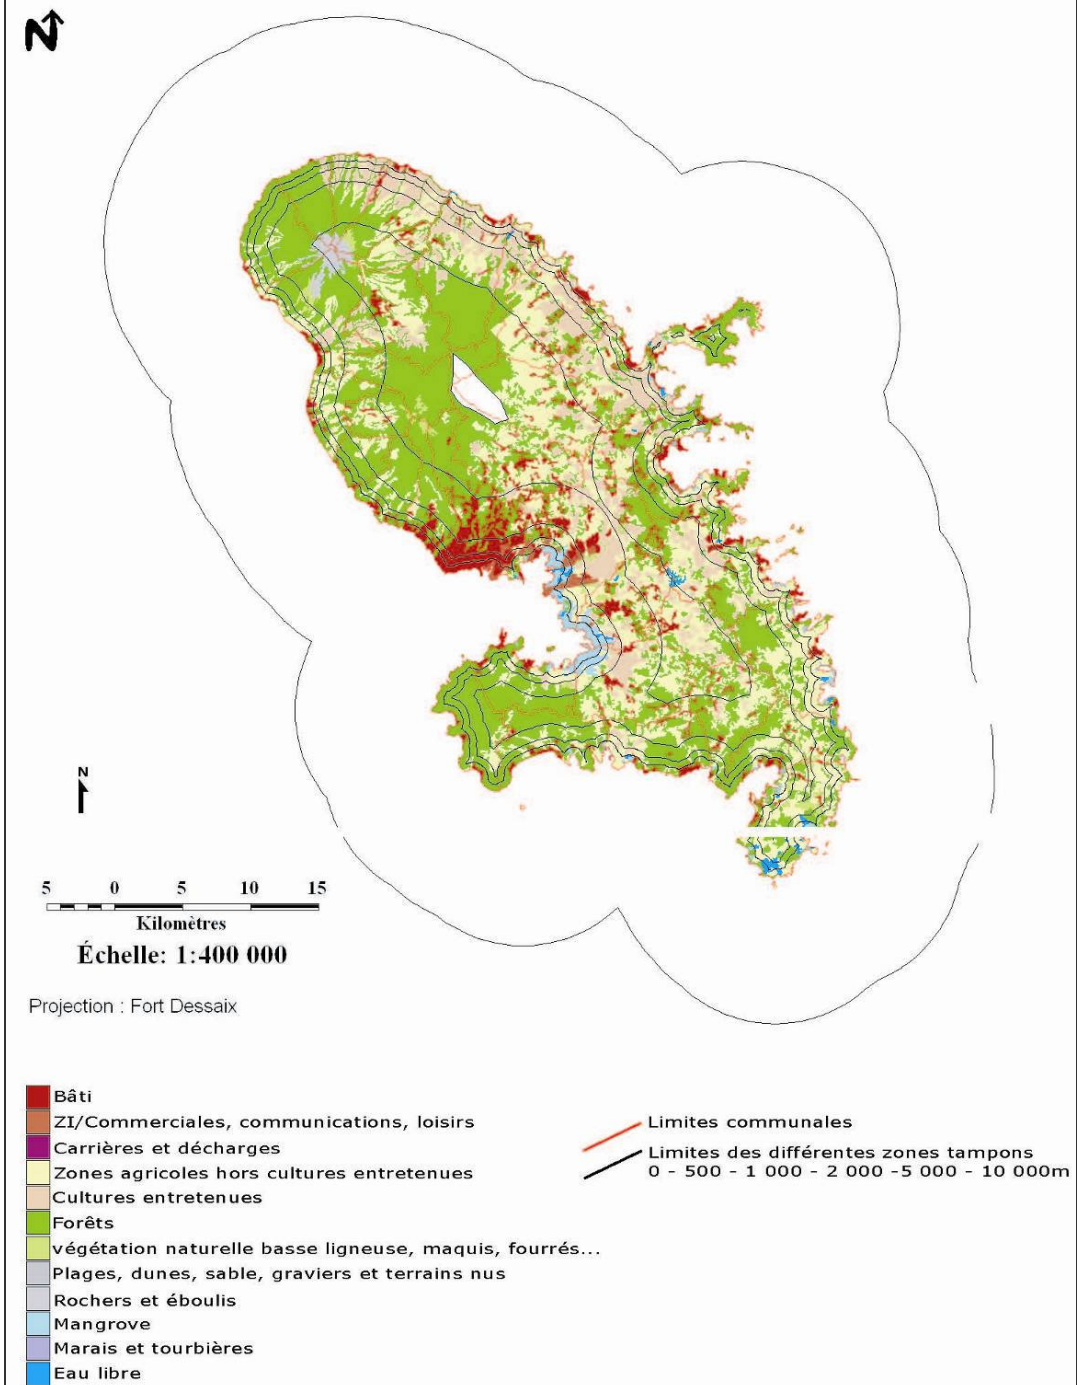 N
N
5 0 5 10 15
Kilomètres
Échelle: 1:400 000
Projection : Fort Dessaix
Bâti
ZI/Commerciales, communications, loisirs
Carrières et décharges
Zones agricoles hors cultures entretenues
Cultures entretenues
Forêts
végétation naturelle basse ligneuse, maquis, fourrés...
Plages, dunes, sable, graviers et terrains nus
Rochers et éboulis
Mangrove
Marais et tourbières
Eau libre
Limites communales
Limites des différentes zones tampons
0 - 500 - 1 000 - 2 000 -5 000 - 10 000m